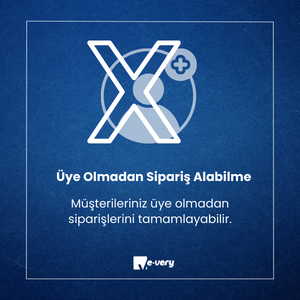 Üye Olmadan Sipariş Alabilme
Müşterileriniz üye olmadan
siparişlerini tamamlayabilir.
e-very